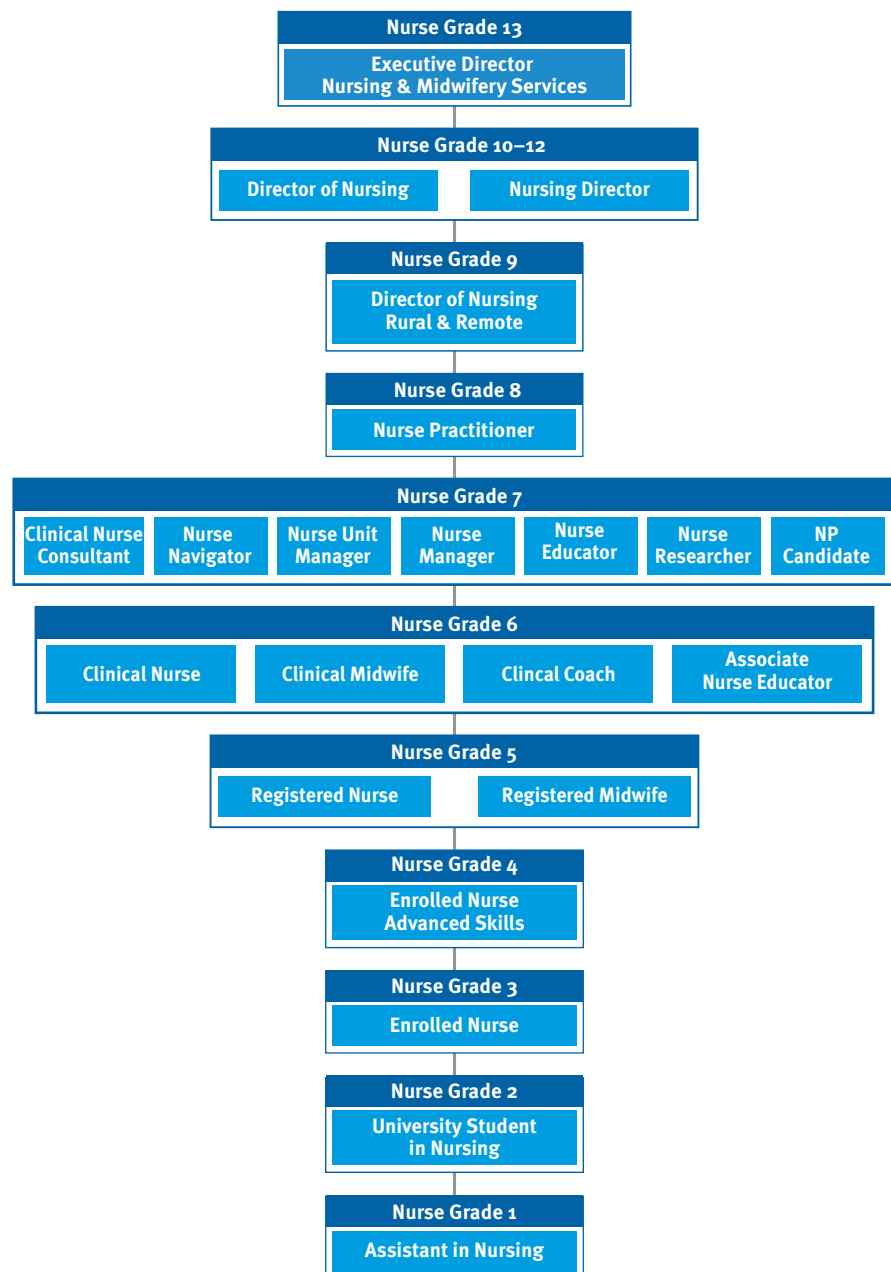 Nurse Grade 13
Executive Director
Nursing & Midwifery Services
Nurse Grade 10–12
Director of Nursing
Nursing Director
Nurse Grade 9
Director of Nursing
Rural & Remote
Nurse Grade 8
Nurse Practitioner
Nurse Grade 7
Clinical Nurse
Consultant
Nurse
Navigator
Nurse Unit
Manager
Nurse
Manager
Nurse
Educator
Nurse
Researcher
NP
Candidate
Nurse Grade 6
Clinical Nurse
Clinical Midwife
Clincal Coach
Associate
Nurse Educator
Nurse Grade 5
Registered Nurse
Registered Midwife
Nurse Grade 4
Enrolled Nurse
Advanced Skills
Nurse Grade 3
Enrolled Nurse
Nurse Grade 2
University Student
in Nursing
Nurse Grade 1
Assistant in Nursing